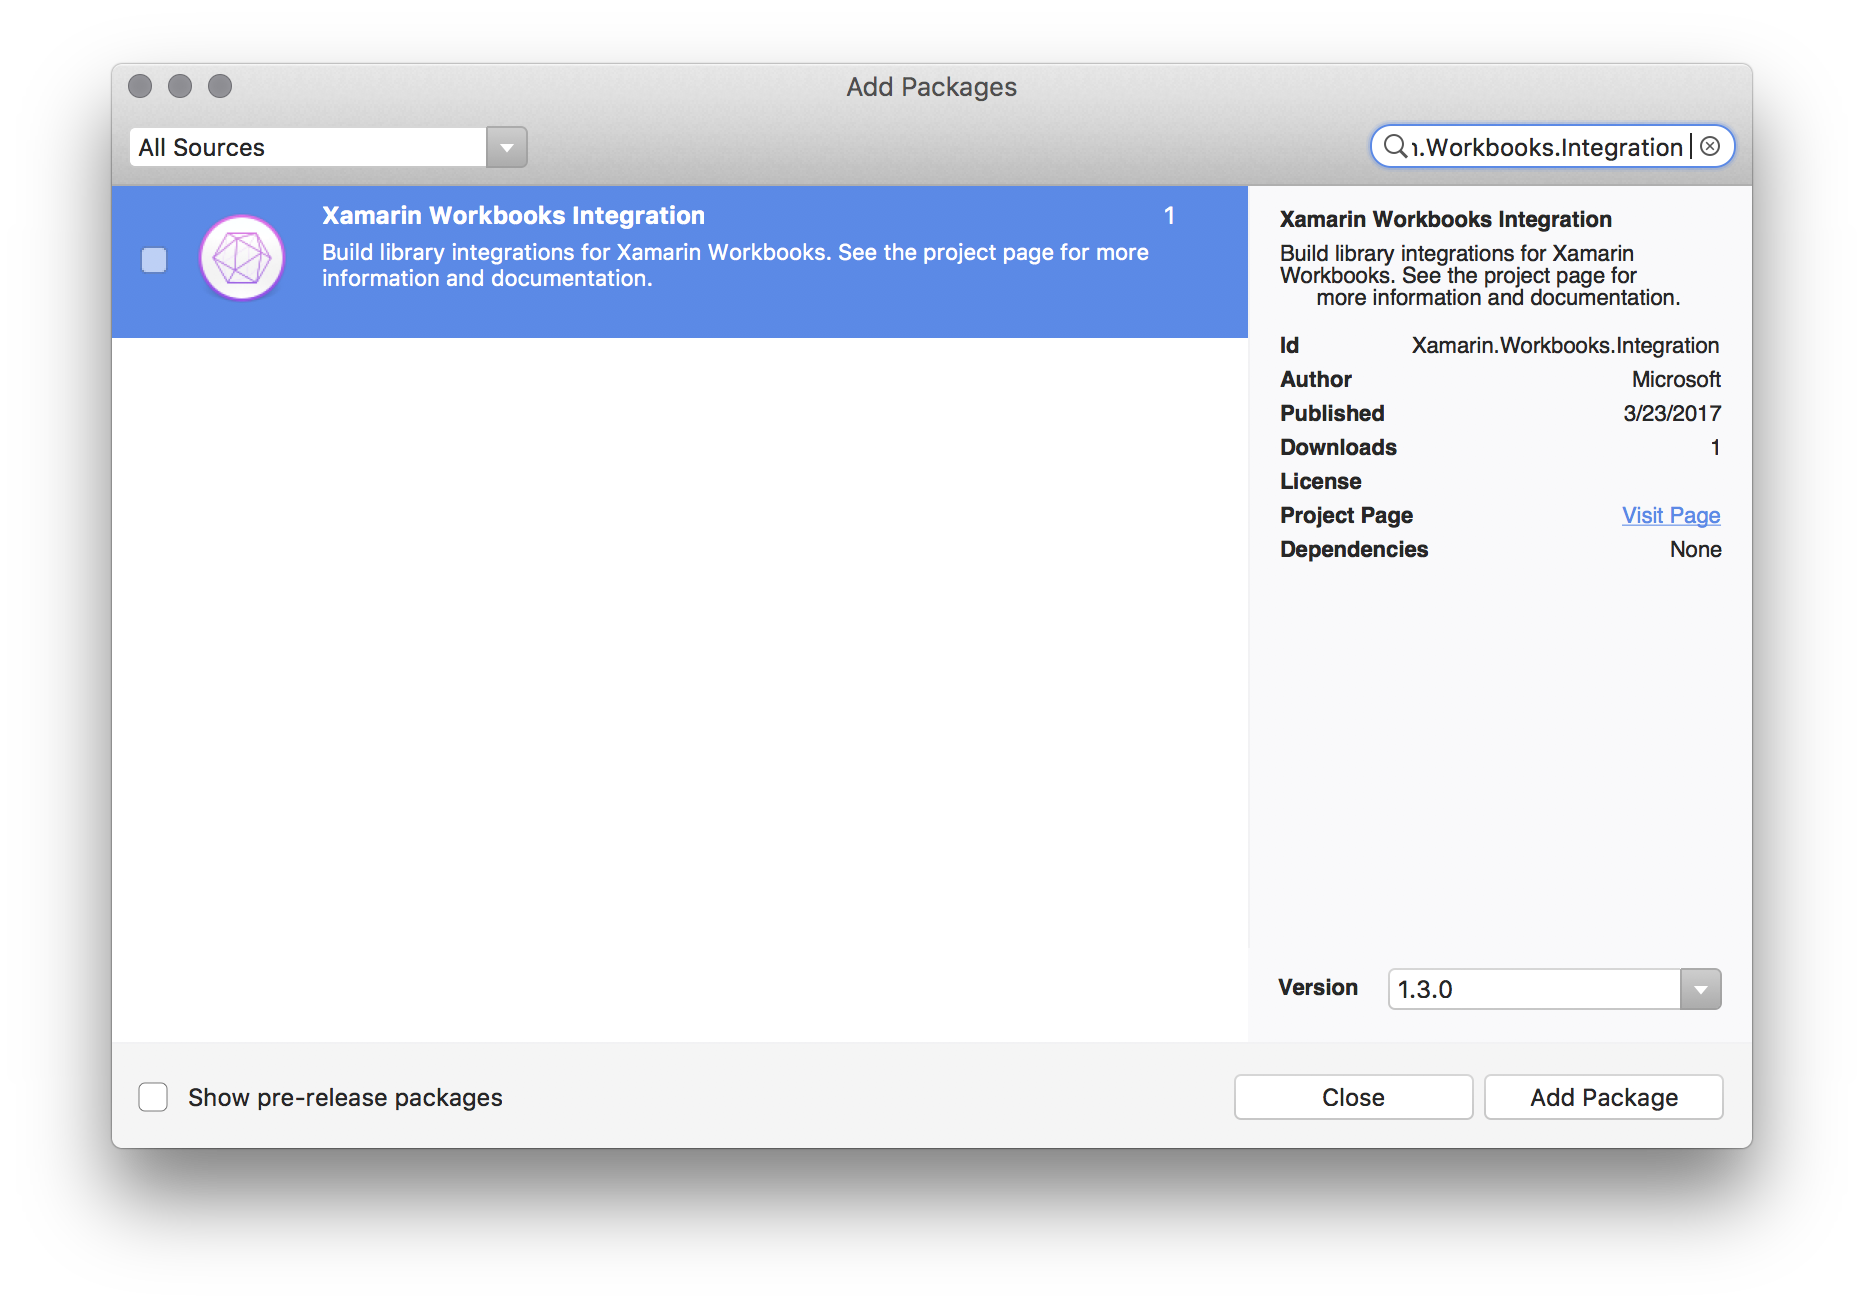 Add Packages
All Sources
.Workbooks.Integration
Xamarin Workbooks Integration 1
Build library integrations for Xamarin Workbooks. See the project page for more
information and documentation.
Xamarin Workbooks Integration
Build library integrations for Xamarin
Workbooks. See the project page for
more information and documentation.
Id Xamarin.Workbooks.Integration
Author Microsoft
Published 3/23/2017
Downloads 1
License
Project Page Visit Page
Dependencies None
Version 1.3.0
Show pre-release packages
Close
Add Package